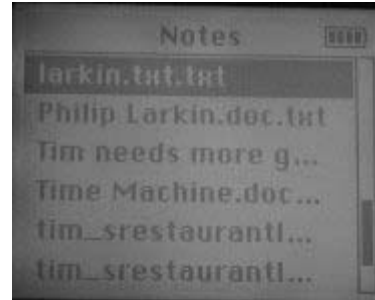 Notes
larkin.txt.txt
Philip Larkin.doc.txt
Tim needs more g...
Time Machine.doc...
tim_srestaurantl...
tim_srestaurantl...